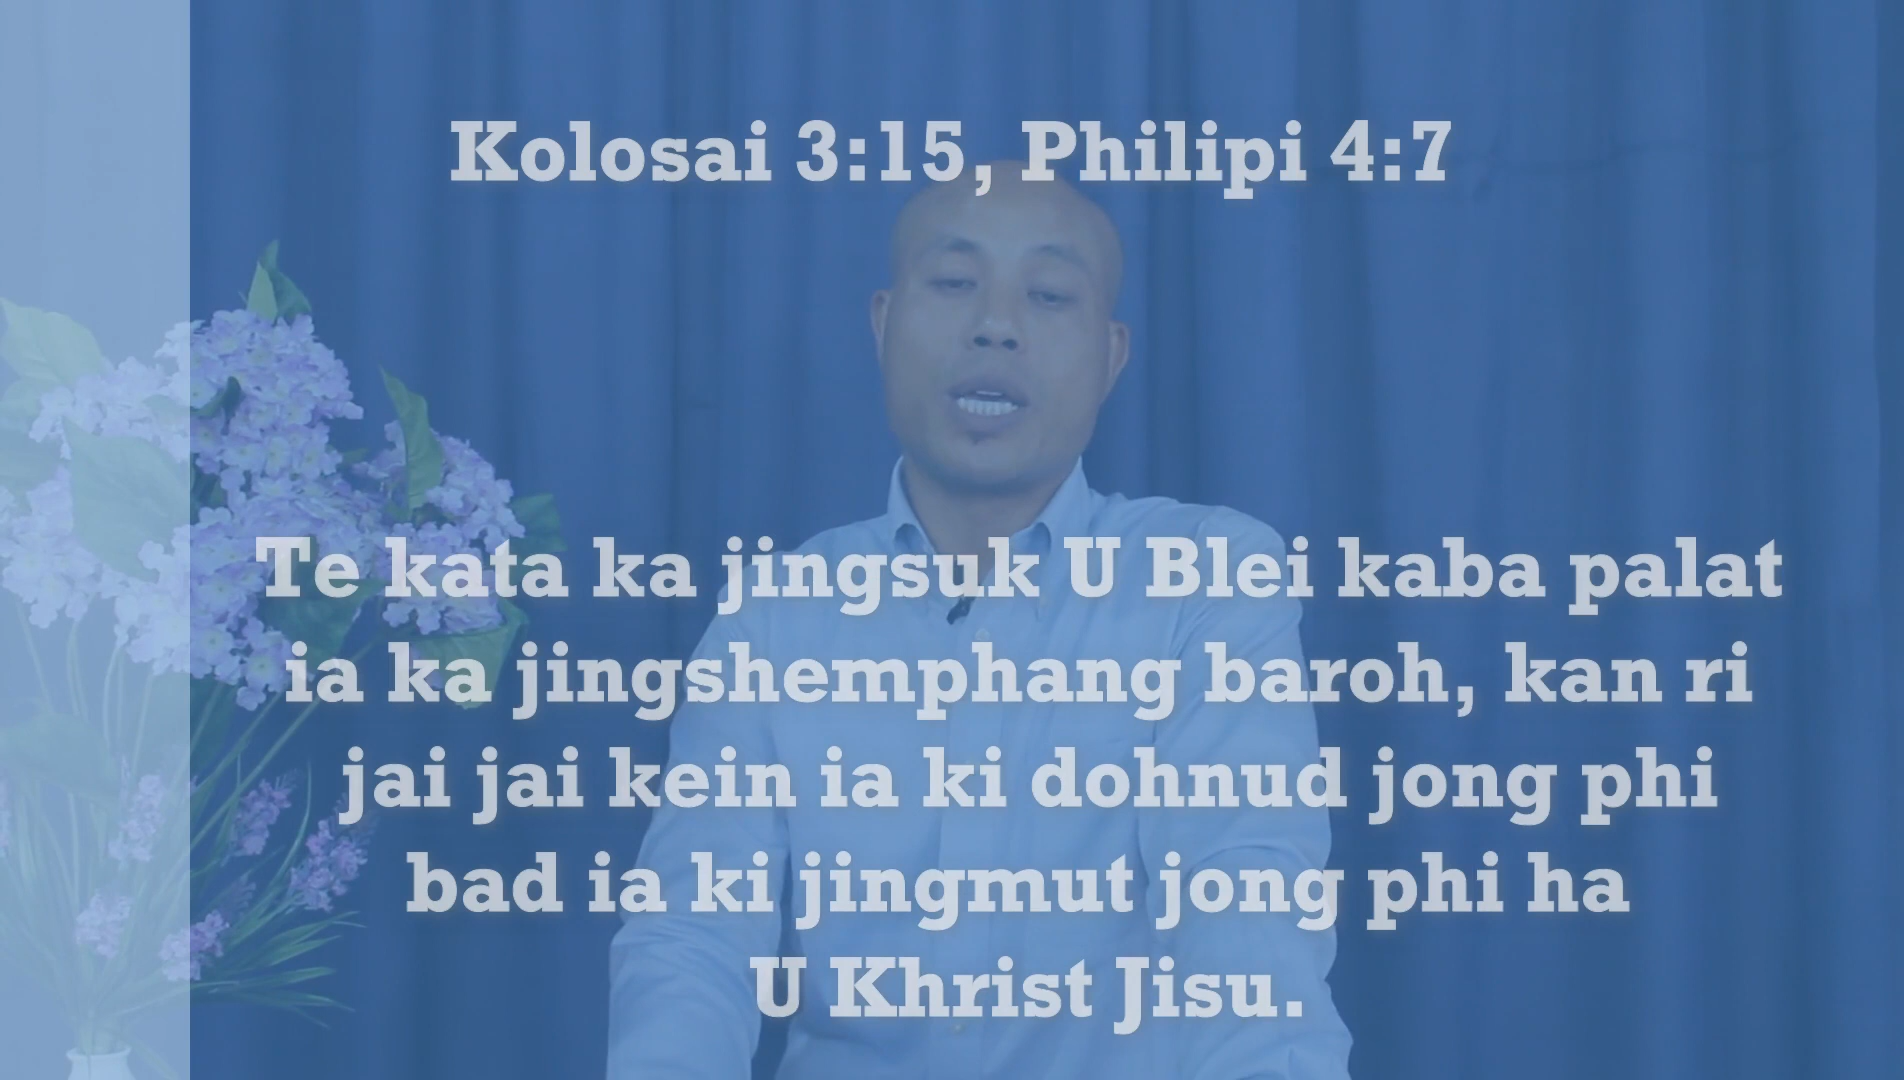 Kolosai 3:15, Philipi 4:7
Te kata ka jingsuk U Blei kaba palat
ia ka jingshemphang baroh, kan ri
jai jai kein ia ki dohnud jong phi
bad ia ki jingmut jong phi ha
U Khrist Jisu.